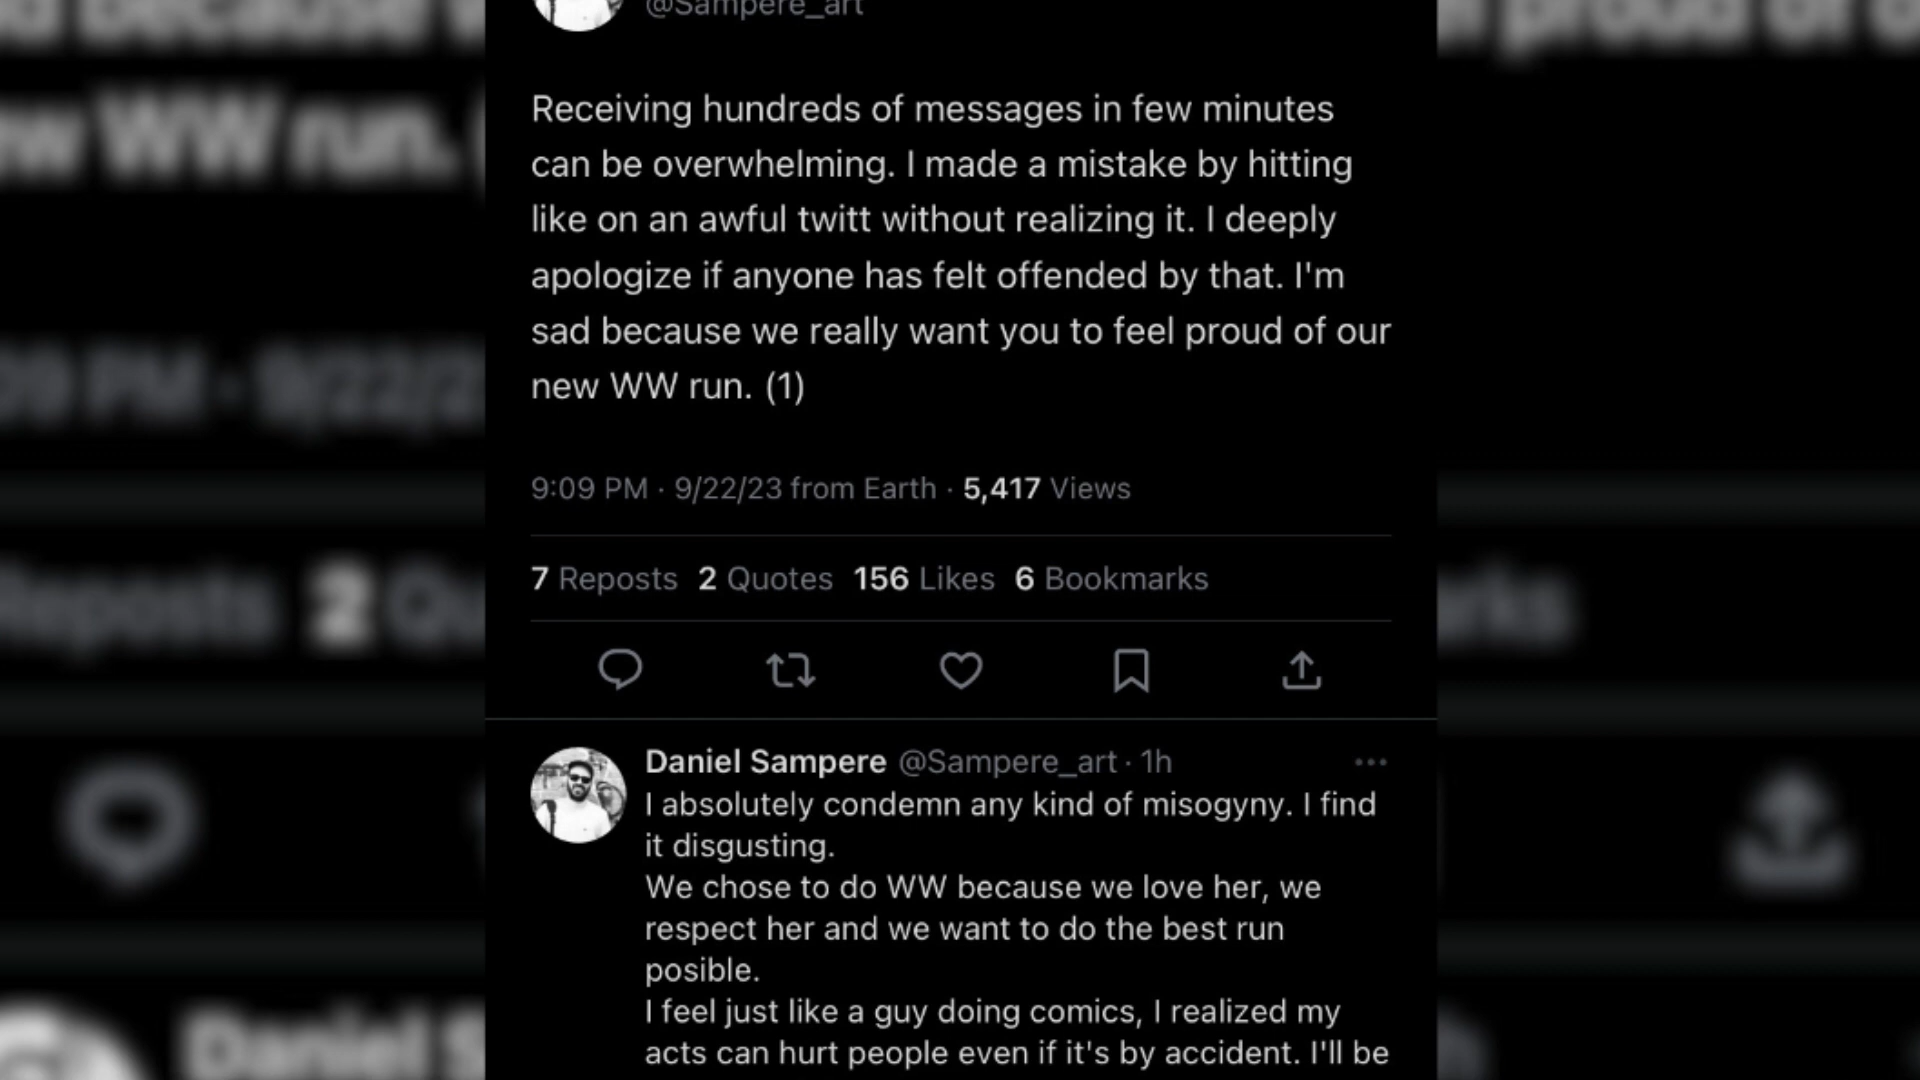 @Sampere_art
Receiving hundreds of messages in few minutes
can be overwhelming. I made a mistake by hitting
like on an awful twitt without realizing it. I deeply
apologize if anyone has felt offended by that. I'm
sad because we really want you to feel proud of our
new WW run. (1)
9:09 PM · 9/22/23 from Earth · 5,417 Views
7 Reposts 2 Quotes 156 Likes 6 Bookmarks
Daniel Sampere @Sampere_art · 1h
I absolutely condemn any kind of misogyny. I find
it disgusting.
We chose to do WW because we love her, we
respect her and we want to do the best run
posible.
I feel just like a guy doing comics, I realized my
acts can hurt people even if it's by accident. I'll be